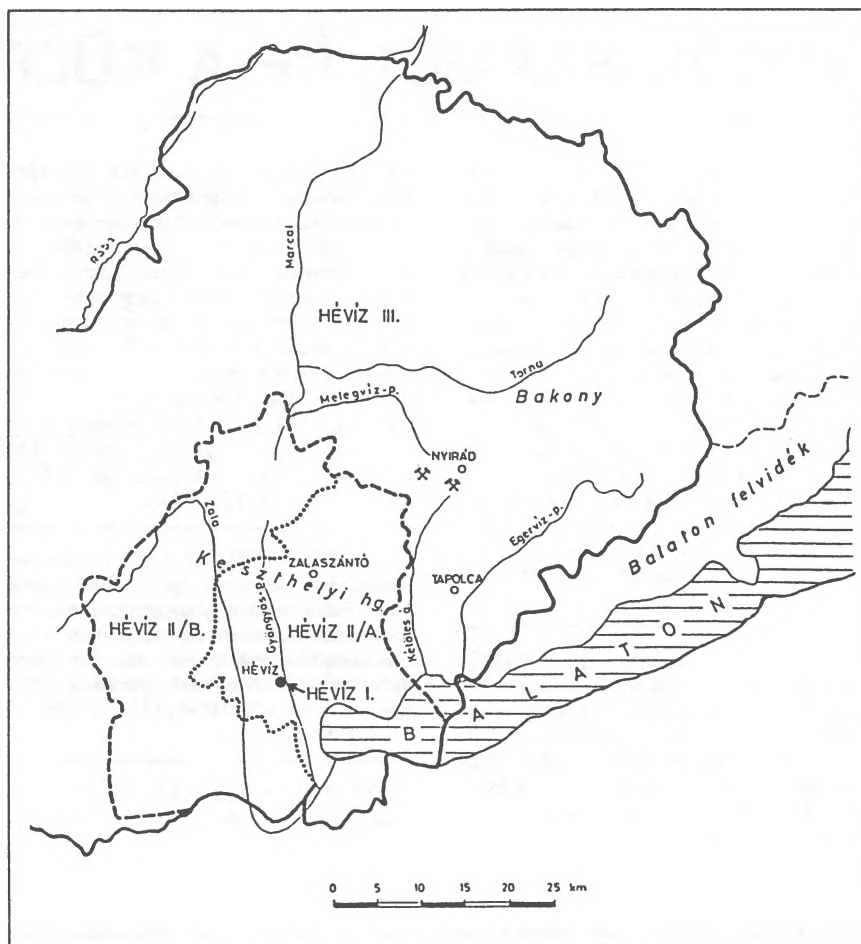 Rába
Marcal
HÉVÍZ III.
Torna
Bakony
Melegvíz-p.
NYIRÁD
Zala
Egervíz-p.
Balaton felvidék
Keszthelyi hg.
ZALASZÁNTÓ
TAPOLCA
Gyöngyös-p.
HÉVÍZ II/B.
HÉVÍZ II/A.
HÉVÍZ
HÉVÍZ I.
BALATON
0 5 10 15 20 25 km